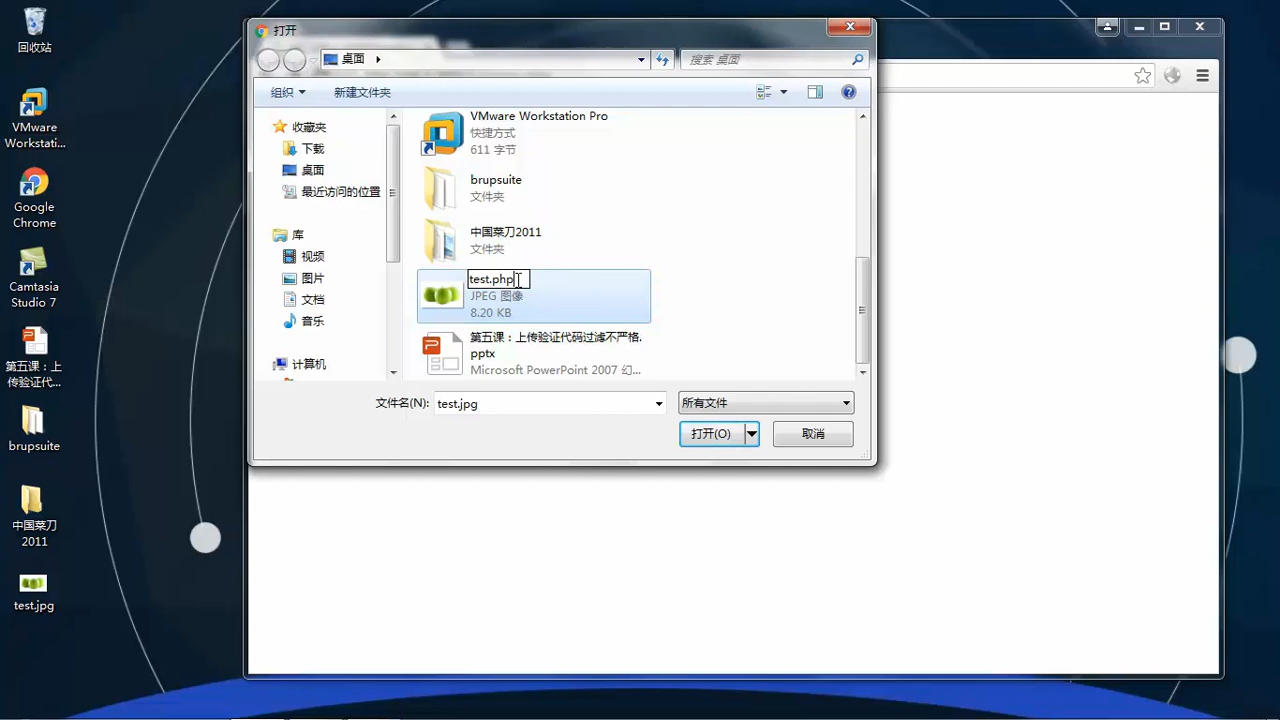 回收站
VMware
Workstati...
Google
Chrome
Camtasia
Studio 7
第五课：上
传验证代...
brupsuite
中国菜刀
2011
test.jpg
打开
桌面
搜索 桌面
组织
新建文件夹
收藏夹
下载
桌面
最近访问的位置
库
视频
图片
文档
音乐
计算机
VMware Workstation Pro
快捷方式
611 字节
brupsuite
文件夹
中国菜刀2011
文件夹
test.php
JPEG 图像
8.20 KB
第五课：上传验证代码过滤不严格.
pptx
Microsoft PowerPoint 2007 幻...
文件名(N):
test.jpg
所有文件
打开(O)
取消